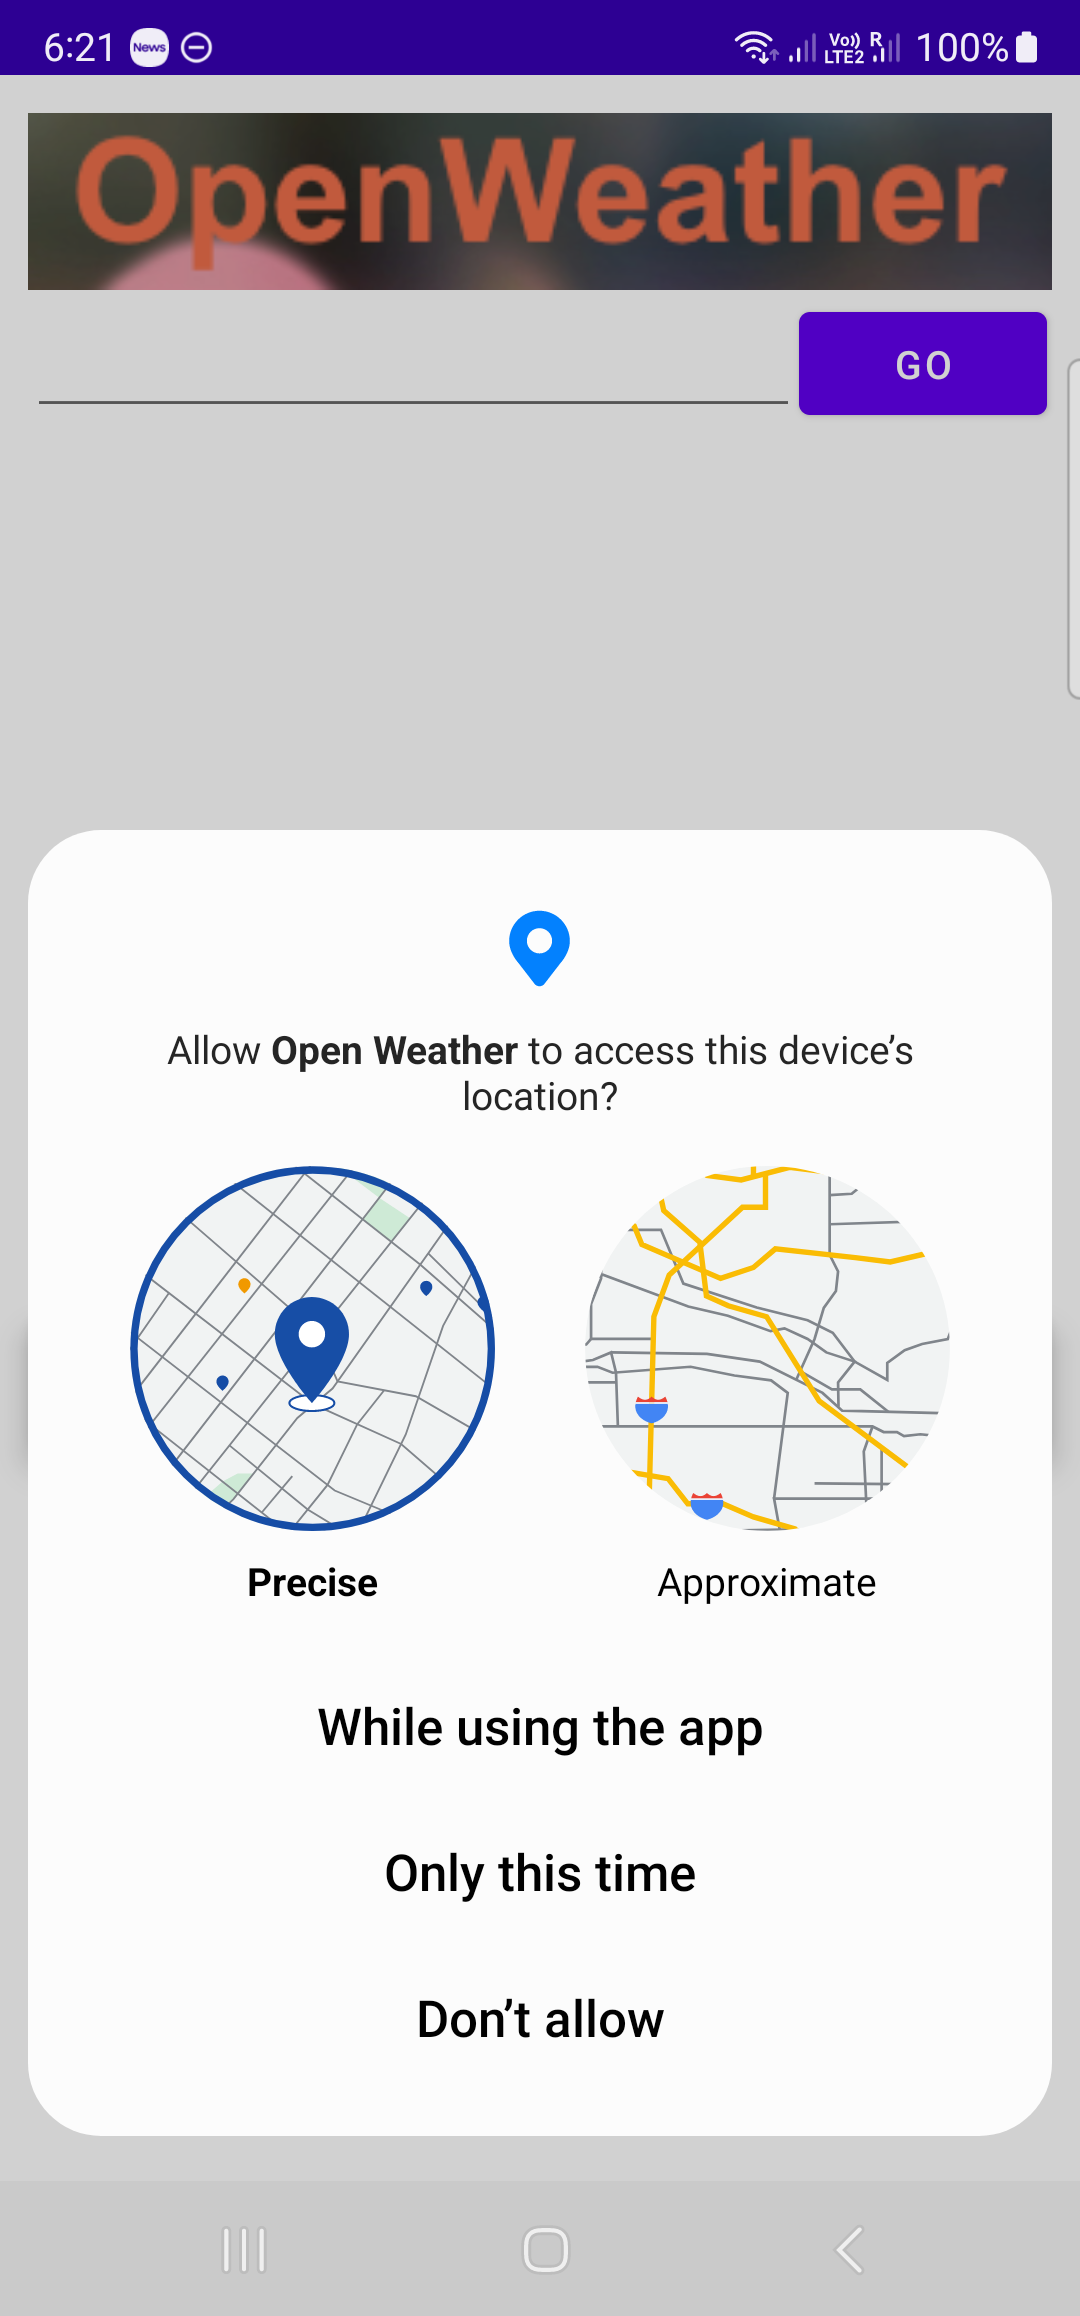 6:21 News Vo)) LTE2 R 100%
OpenWeather
GO
Allow Open Weather to access this device’s
location?
Precise Approximate
While using the app
Only this time
Don’t allow